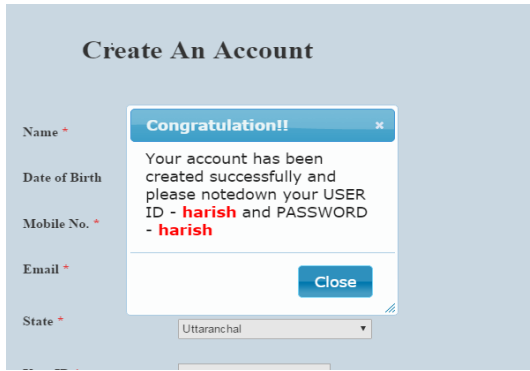 Create An Account
Congratulation!!
×
Your account has been
created successfully and
please notedown your USER
ID - harish and PASSWORD
- harish
Close
Name *
Date of Birth
Mobile No. *
Email *
State *
Uttaranchal